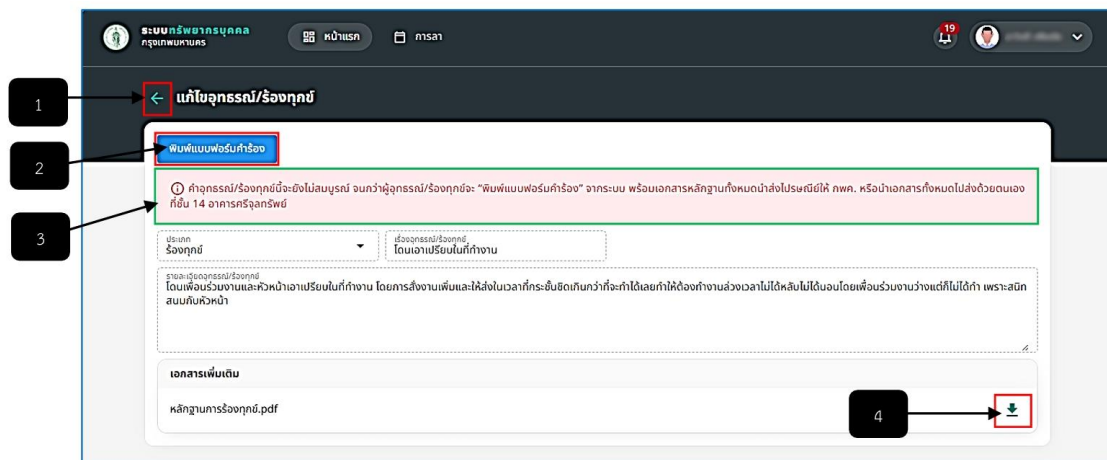 ระบบทรัพยากรบุคคล
กรุงเทพมหานคร
หน้าแรก
การลา
19
1
แก้ไขอุทธรณ์/ร้องทุกข์
2
พิมพ์แบบฟอร์มคำร้อง
คำอุทธรณ์/ร้องทุกข์นี้จะยังไม่สมบูรณ์ จนกว่าผู้อุทธรณ์/ร้องทุกข์จะ “พิมพ์แบบฟอร์มคำร้อง” จากระบบ พร้อมเอกสารหลักฐานทั้งหมดนำส่งไปรษณีย์ให้ กพค. หรือนำเอกสารทั้งหมดไปส่งด้วยตนเอง
ที่ชั้น 14 อาคารศรีจุลทรัพย์
3
ประเภท
ร้องทุกข์
เรื่องอุทธรณ์/ร้องทุกข์
โดนเอาเปรียบในที่ทำงาน
รายละเอียดอุทธรณ์/ร้องทุกข์
โดนเพื่อนร่วมงานและหัวหน้าเอาเปรียบในที่ทำงาน โดยการสั่งงานเพิ่มและให้ส่งในเวลาที่กระชั้นชิดเกินกว่าที่จะทำได้เลยทำให้ต้องทำงานล่วงเวลาไม่ได้หลับไม่ได้นอนโดยเพื่อนร่วมงานว่างแต่ก็ไม่ได้ทำ เพราะสนิท
สนมกับหัวหน้า
เอกสารเพิ่มเติม
หลักฐานการร้องทุกข์.pdf
4